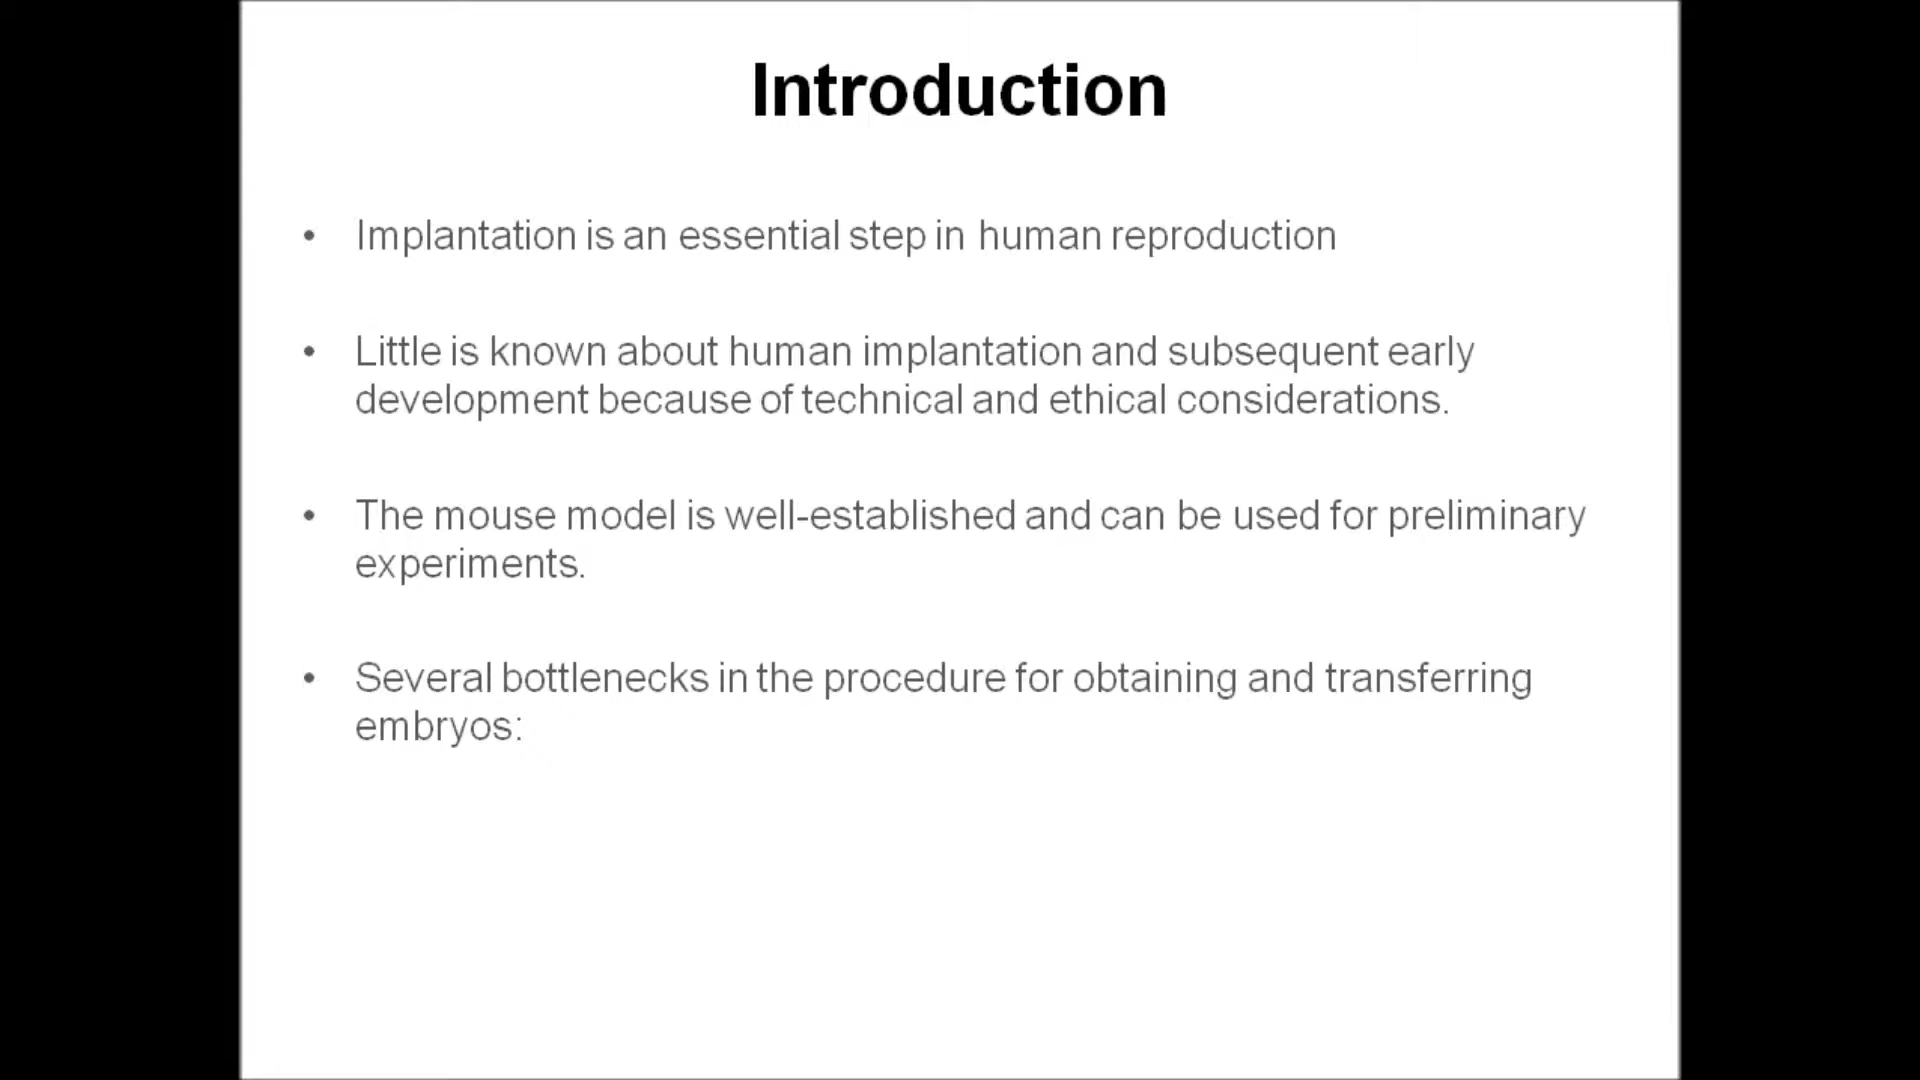 Introduction
• Implantation is an essential step in human reproduction
• Little is known about human implantation and subsequent early
development because of technical and ethical considerations.
• The mouse model is well-established and can be used for preliminary
experiments.
• Several bottlenecks in the procedure for obtaining and transferring
embryos: